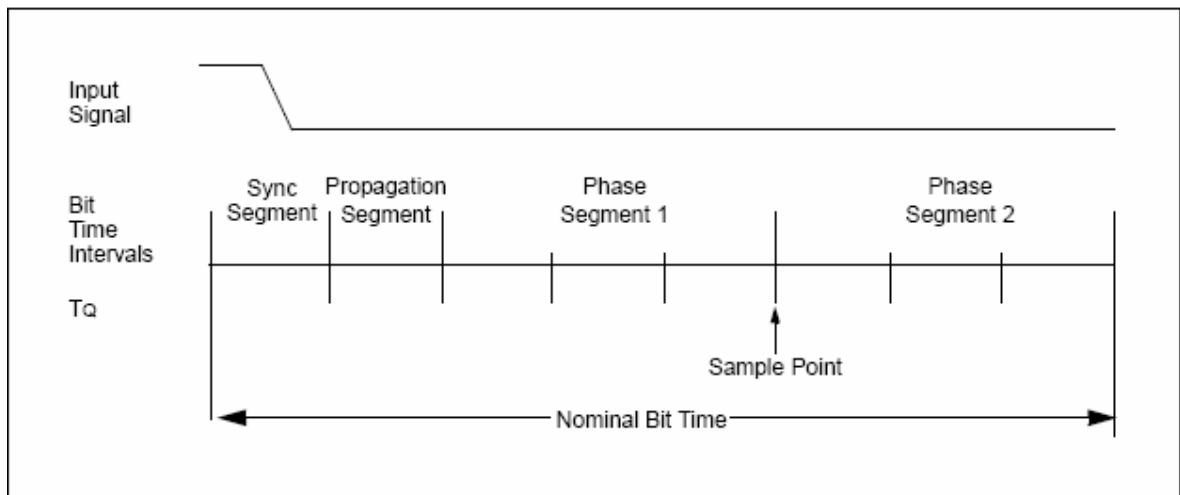 Input
Signal
Sync
Segment
Propagation
Segment
Phase
Segment 1
Phase
Segment 2
Bit
Time
Intervals
TQ
Sample Point
Nominal Bit Time